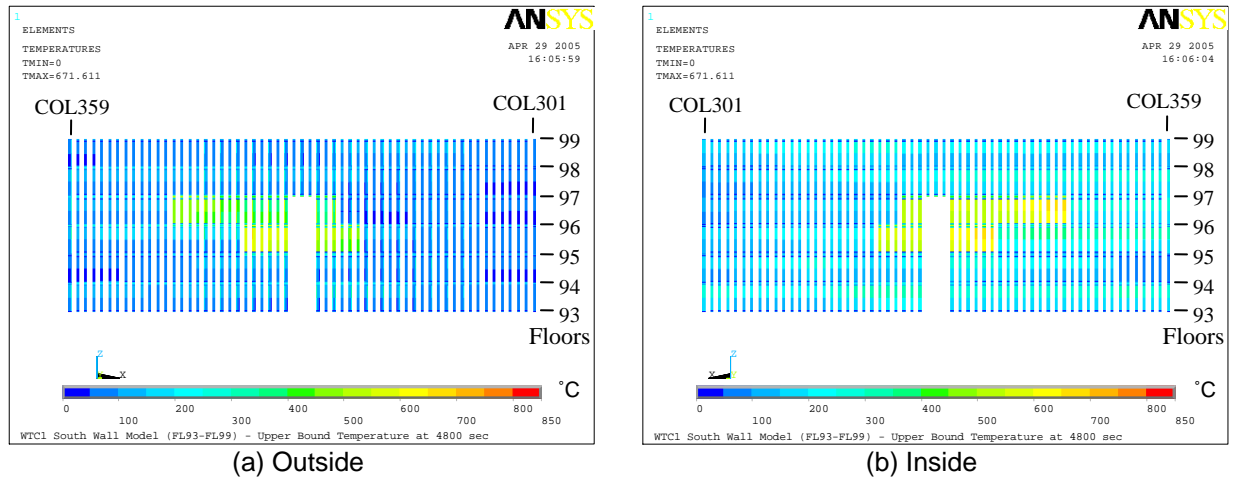 1
ANSYS
ELEMENTS
APR 29 2005
16:05:59
TEMPERATURES
TMIN=0
TMAX=671.611
COL359
COL301
99
98
97
96
95
94
93
Floors
Z
X
°C
0 200 400 600 800
100 300 500 700 850
WTC1 South Wall Model (FL93-FL99) - Upper Bound Temperature at 4800 sec
(a) Outside
1
ANSYS
ELEMENTS
APR 29 2005
16:06:04
TEMPERATURES
TMIN=0
TMAX=671.611
COL301
COL359
99
98
97
96
95
94
93
Floors
Z
X
°C
0 200 400 600 800
100 300 500 700 850
WTC1 South Wall Model (FL93-FL99) - Upper Bound Temperature at 4800 sec
(b) Inside